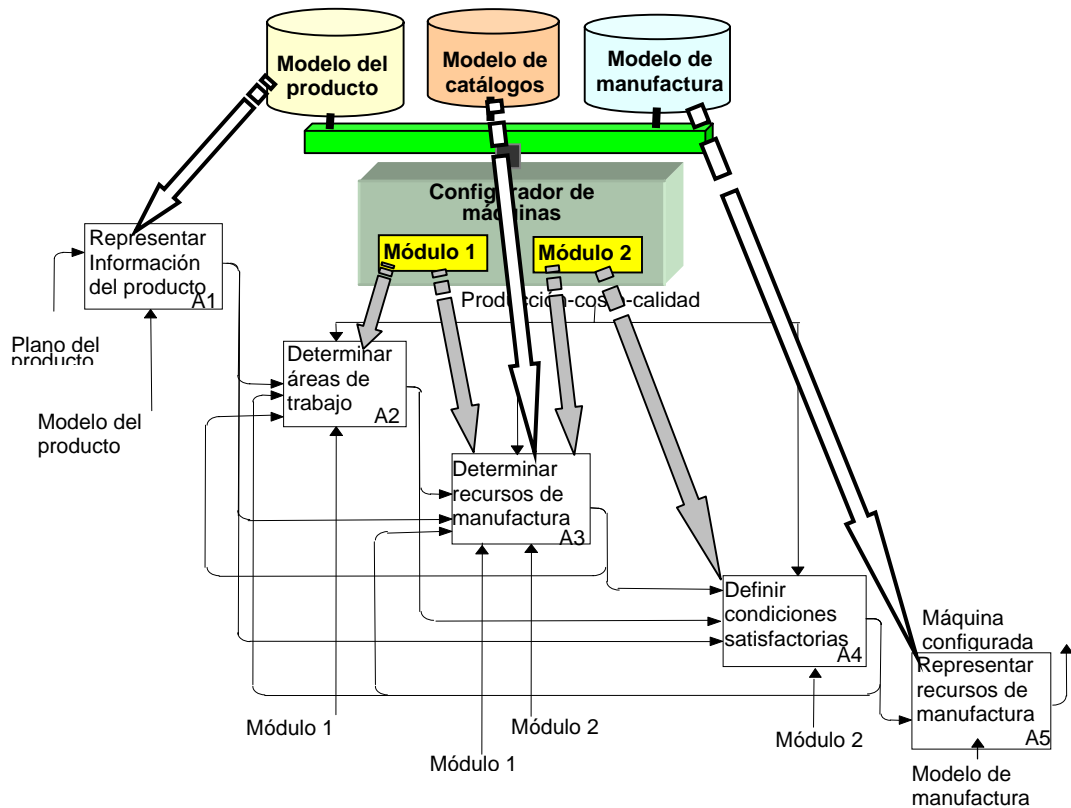 Modelo del
producto
Modelo de
catálogos
Modelo de
manufactura
Configurador de
máquinas
Módulo 1
Módulo 2
Producción-costo-calidad
Representar
Información
del producto
A1
Plano del
producto
Modelo del
producto
Determinar
áreas de
trabajo
A2
Determinar
recursos de
manufactura
A3
Definir
condiciones
satisfactorias
A4
Máquina
configurada
Representar
recursos de
manufactura
A5
Módulo 1
Módulo 2
Módulo 1
Módulo 2
Modelo de
manufactura